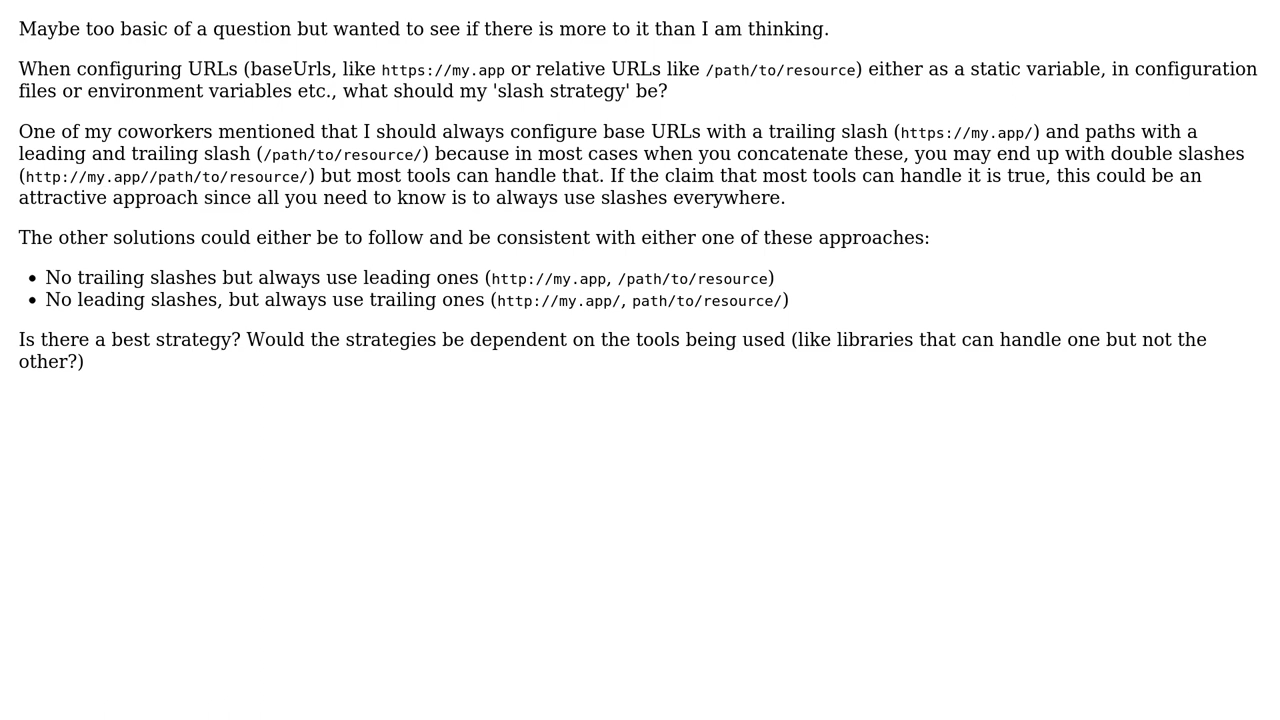 Maybe too basic of a question but wanted to see if there is more to it than I am thinking.
When configuring URLs (baseUrls, like https://my.app or relative URLs like /path/to/resource) either as a static variable, in configuration
files or environment variables etc., what should my 'slash strategy' be?
One of my coworkers mentioned that I should always configure base URLs with a trailing slash (https://my.app/) and paths with a
leading and trailing slash (/path/to/resource/) because in most cases when you concatenate these, you may end up with double slashes
(http://my.app//path/to/resource/) but most tools can handle that. If the claim that most tools can handle it is true, this could be an
attractive approach since all you need to know is to always use slashes everywhere.
The other solutions could either be to follow and be consistent with either one of these approaches:
• No trailing slashes but always use leading ones (http://my.app, /path/to/resource)
• No leading slashes, but always use trailing ones (http://my.app/, path/to/resource/)
Is there a best strategy? Would the strategies be dependent on the tools being used (like libraries that can handle one but not the
other?)